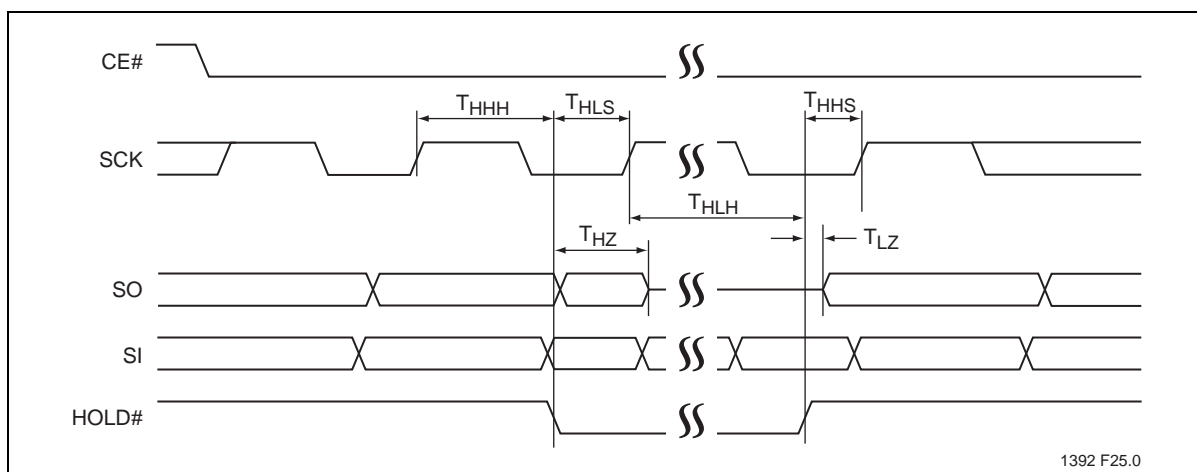 CE#
THHH THLS THHS
SCK
THLH
THZ TLZ
SO
SI
HOLD#
1392 F25.0